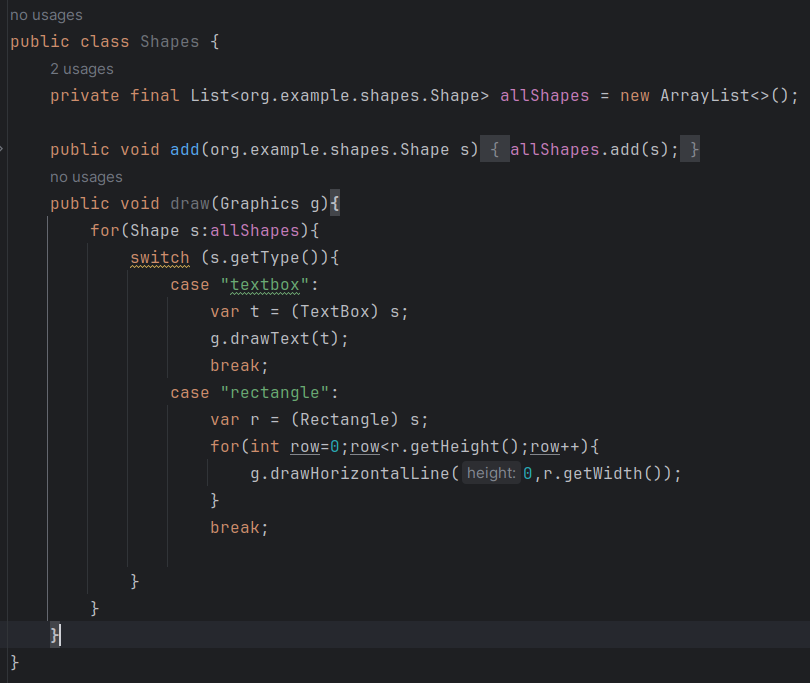 no usages
public class Shapes {
2 usages
private final List<org.example.shapes.Shape> allShapes = new ArrayList<>();
public void add(org.example.shapes.Shape s) { allShapes.add(s); }
no usages
public void draw(Graphics g){
for(Shape s:allShapes){
switch (s.getType()){
case "textbox":
var t = (TextBox) s;
g.drawText(t);
break;
case "rectangle":
var r = (Rectangle) s;
for(int row=0;row<r.getHeight();row++){
g.drawHorizontalLine( height: 0,r.getWidth());
}
break;
}
}
}
}